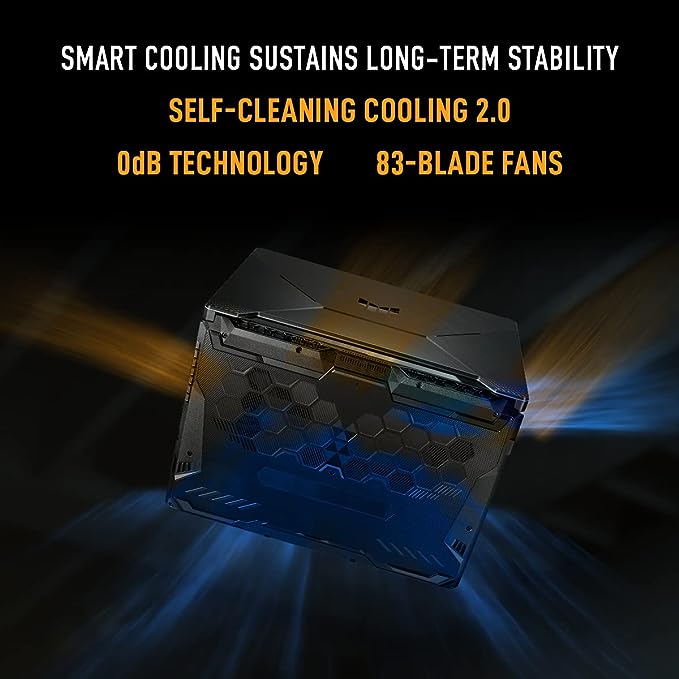 SMART COOLING SUSTAINS LONG-TERM STABILITY
SELF-CLEANING COOLING 2.0
0dB TECHNOLOGY 83-BLADE FANS